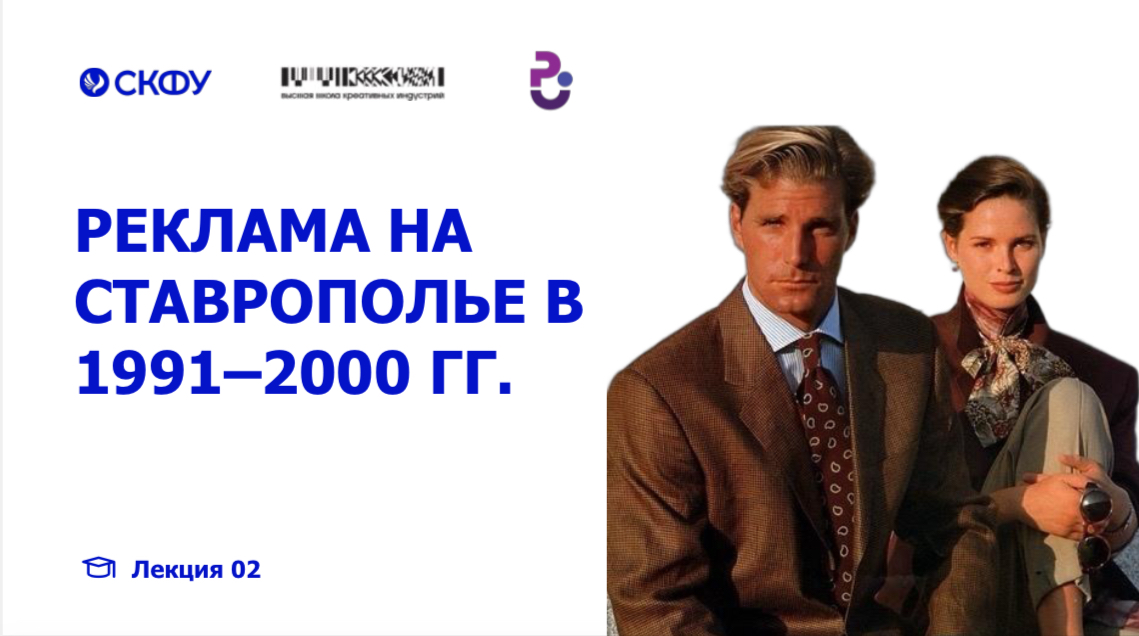 СКФУ
высшая школа креативных индустрий
РЕКЛАМА НА
СТАВРОПОЛЬЕ В
1991–2000 ГГ.
Лекция 02